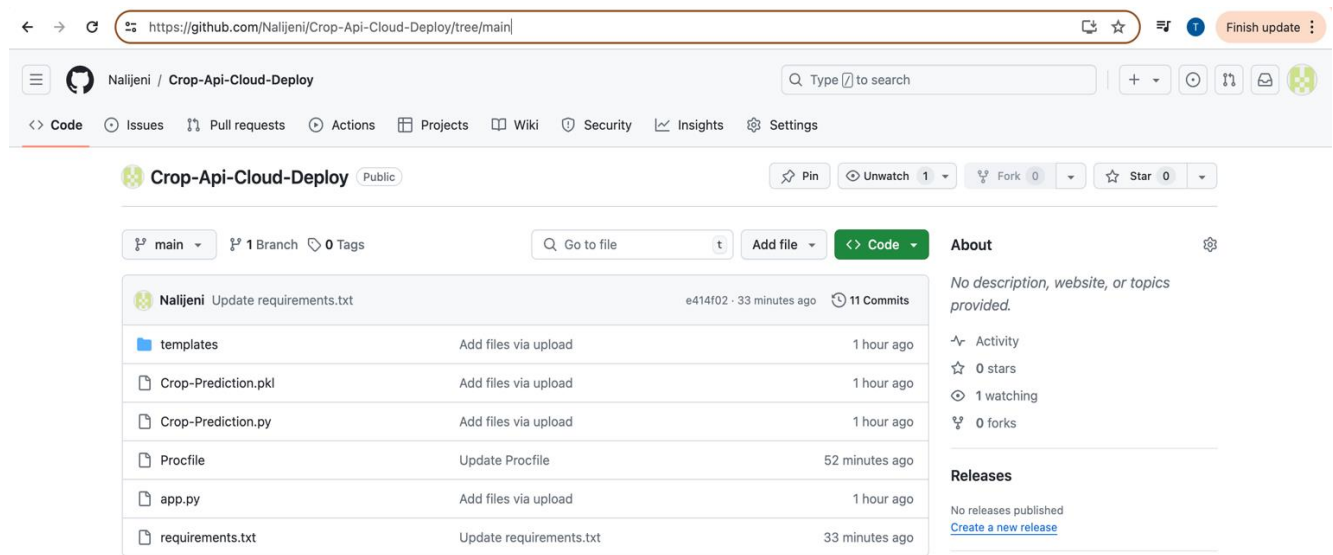 https://github.com/Nalijeni/Crop-Api-Cloud-Deploy/tree/main
T
Finish update
Nalijeni / Crop-Api-Cloud-Deploy
Type / to search
Code Issues Pull requests Actions Projects Wiki Security Insights Settings
Crop-Api-Cloud-Deploy Public
Pin Unwatch 1 Fork 0 Star 0
main 1 Branch 0 Tags
Go to file t
Add file
<> Code
Nalijeni Update requirements.txt e414f02 · 33 minutes ago 11 Commits
templates Add files via upload 1 hour ago
Crop-Prediction.pkl Add files via upload 1 hour ago
Crop-Prediction.py Add files via upload 1 hour ago
Procfile Update Procfile 52 minutes ago
app.py Add files via upload 1 hour ago
requirements.txt Update requirements.txt 33 minutes ago
About
No description, website, or topics
provided.
Activity
0 stars
1 watching
0 forks
Releases
No releases published
Create a new release